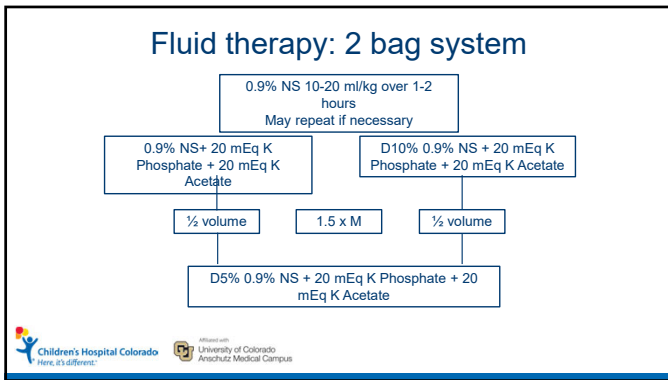 Fluid therapy: 2 bag system
0.9% NS 10-20 ml/kg over 1-2
hours
May repeat if necessary
0.9% NS+ 20 mEq K
Phosphate + 20 mEq K
Acetate
D10% 0.9% NS + 20 mEq K
Phosphate + 20 mEq K Acetate
½ volume
1.5 x M
½ volume
D5% 0.9% NS + 20 mEq K Phosphate + 20
mEq K Acetate
Children's Hospital Colorado
Here, it's different.™
Affiliated with
University of Colorado
Anschutz Medical Campus